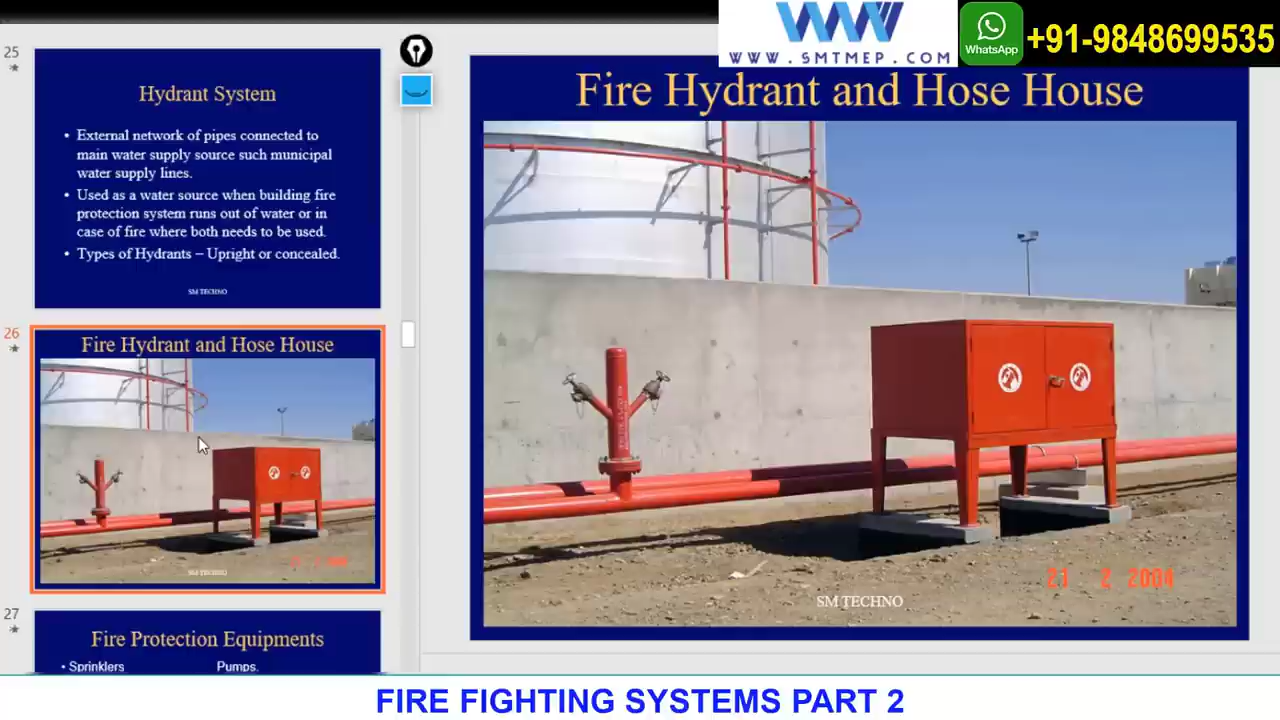 WWW.SMTMEP.COM
WhatsApp
+91-9848699535
25
Hydrant System
• External network of pipes connected to
main water supply source such municipal
water supply lines.
• Used as a water source when building fire
protection system runs out of water or in
case of fire where both needs to be used.
• Types of Hydrants – Upright or concealed.
SM TECHNO
26
Fire Hydrant and Hose House
SM TECHNO
27
Fire Protection Equipments
• Sprinklers
Pumps.
Fire Hydrant and Hose House
21 2 2004
SM TECHNO
FIRE FIGHTING SYSTEMS PART 2